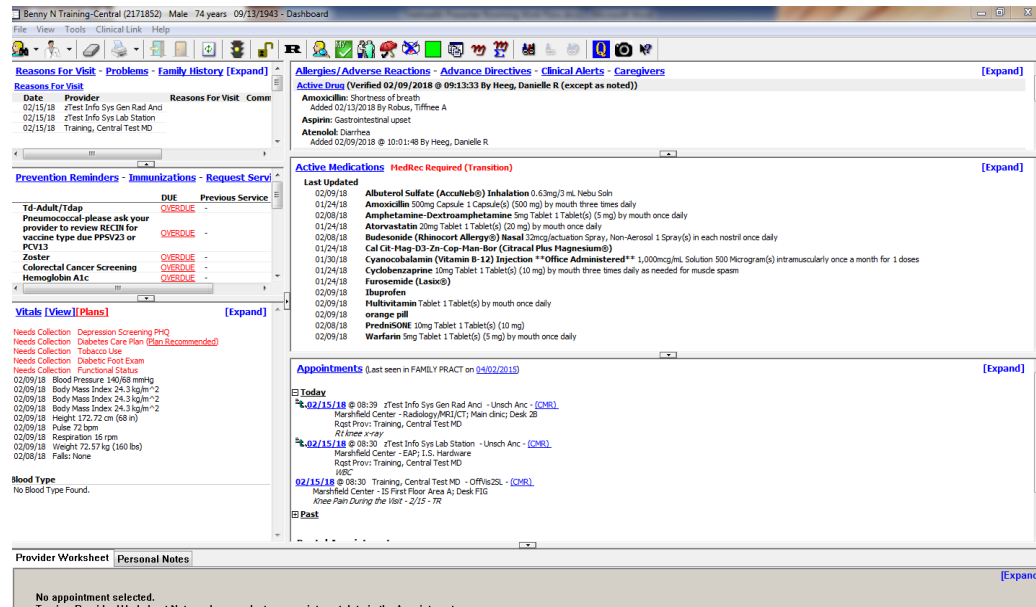 Benny N Training-Central (2171852) Male 74 years 09/13/1943 - Dashboard
File View Tools Clinical Link Help
Reasons For Visit - Problems - Family History [Expand]
Reasons For Visit
Date Provider Reasons For Visit Comm
02/15/18 zTest Info Sys Gen Rad Anci
02/15/18 zTest Info Sys Lab Station
02/15/18 Training, Central Test MD
Prevention Reminders - Immunizations - Request Servi
DUE Previous Service
Td-Adult/Tdap OVERDUE -
Pneumococcal-please ask your
provider to review RECIN for
vaccine type due PPSV23 or
PCV13 OVERDUE -
Zoster OVERDUE -
Colorectal Cancer Screening OVERDUE -
Hemoglobin A1c OVERDUE -
Vitals [View][Plans] [Expand]
Needs Collection Depression Screening PHQ
Needs Collection Diabetes Care Plan (Plan Recommended)
Needs Collection Tobacco Use
Needs Collection Diabetic Foot Exam
Needs Collection Functional Status
02/09/18 Blood Pressure 140/68 mmHg
02/09/18 Body Mass Index 24.3 kg/m^2
02/09/18 Body Mass Index 24.3 kg/m^2
02/09/18 Body Mass Index 24.3 kg/m^2
02/09/18 Height 172.72 cm (68 in)
02/09/18 Pulse 72 bpm
02/09/18 Respiration 16 rpm
02/09/18 Weight 72.57 kg (160 lbs)
02/08/18 Falls: None
Blood Type
No Blood Type Found.
Allergies/Adverse Reactions - Advance Directives - Clinical Alerts - Caregivers [Expand]
Active Drug (Verified 02/09/2018 @ 09:13:33 By Heeg, Danielle R (except as noted))
Amoxicillin: Shortness of breath
Added 02/13/2018 By Robus, Tiffnee A
Aspirin: Gastrointestinal upset
Atenolol: Diarrhea
Added 02/09/2018 @ 10:01:48 By Heeg, Danielle R
Active Medications MedRec Required (Transition) [Expand]
Last Updated
02/09/18 Albuterol Sulfate (AccuNeb®) Inhalation 0.63mg/3 mL Nebu Soln
01/24/18 Amoxicillin 500mg Capsule 1 Capsule(s) (500 mg) by mouth three times daily
02/08/18 Amphetamine-Dextroamphetamine 5mg Tablet 1 Tablet(s) (5 mg) by mouth once daily
01/24/18 Atorvastatin 20mg Tablet 1 Tablet(s) (20 mg) by mouth once daily
02/08/18 Budesonide (Rhinocort Allergy®) Nasal 32mcg/actuation Spray, Non-Aerosol 1 Spray(s) in each nostril once daily
01/24/18 Cal Cit-Mag-D3-Zn-Cop-Man-Bor (Citracal Plus Magnesium®)
01/30/18 Cyanocobalamin (Vitamin B-12) Injection **Office Administered** 1,000mcg/mL Solution 500 Microgram(s) intramuscularly once a month for 1 doses
01/24/18 Cyclobenzaprine 10mg Tablet 1 Tablet(s) (10 mg) by mouth three times daily as needed for muscle spasm
01/24/18 Furosemide (Lasix®)
02/09/18 Ibuprofen
02/09/18 Multivitamin Tablet 1 Tablet(s) by mouth once daily
02/09/18 orange pill
02/08/18 PredniSONE 10mg Tablet 1 Tablet(s) (10 mg)
02/09/18 Warfarin 5mg Tablet 1 Tablet(s) (5 mg) by mouth once daily
Appointments (Last seen in FAMILY PRACT on 04/02/2015) [Expand]
Today
02/15/18 @ 08:39 zTest Info Sys Gen Rad Anci - Unsch Anc - (CMR)
Marshfield Center - Radiology/MRI/CT; Main clinic; Desk 2B
Rqst Prov: Training, Central Test MD
Rt knee x-ray
02/15/18 @ 08:30 zTest Info Sys Lab Station - Unsch Anc - (CMR)
Marshfield Center - EAP; I.S. Hardware
Rqst Prov: Training, Central Test MD
WBC
02/15/18 @ 08:30 Training, Central Test MD - OffVis2SL - (CMR)
Marshfield Center - IS First Floor Area A; Desk FIG
Knee Pain During the Visit - 2/15 - TR
Past
Provider Worksheet Personal Notes
[Expand
No appointment selected.